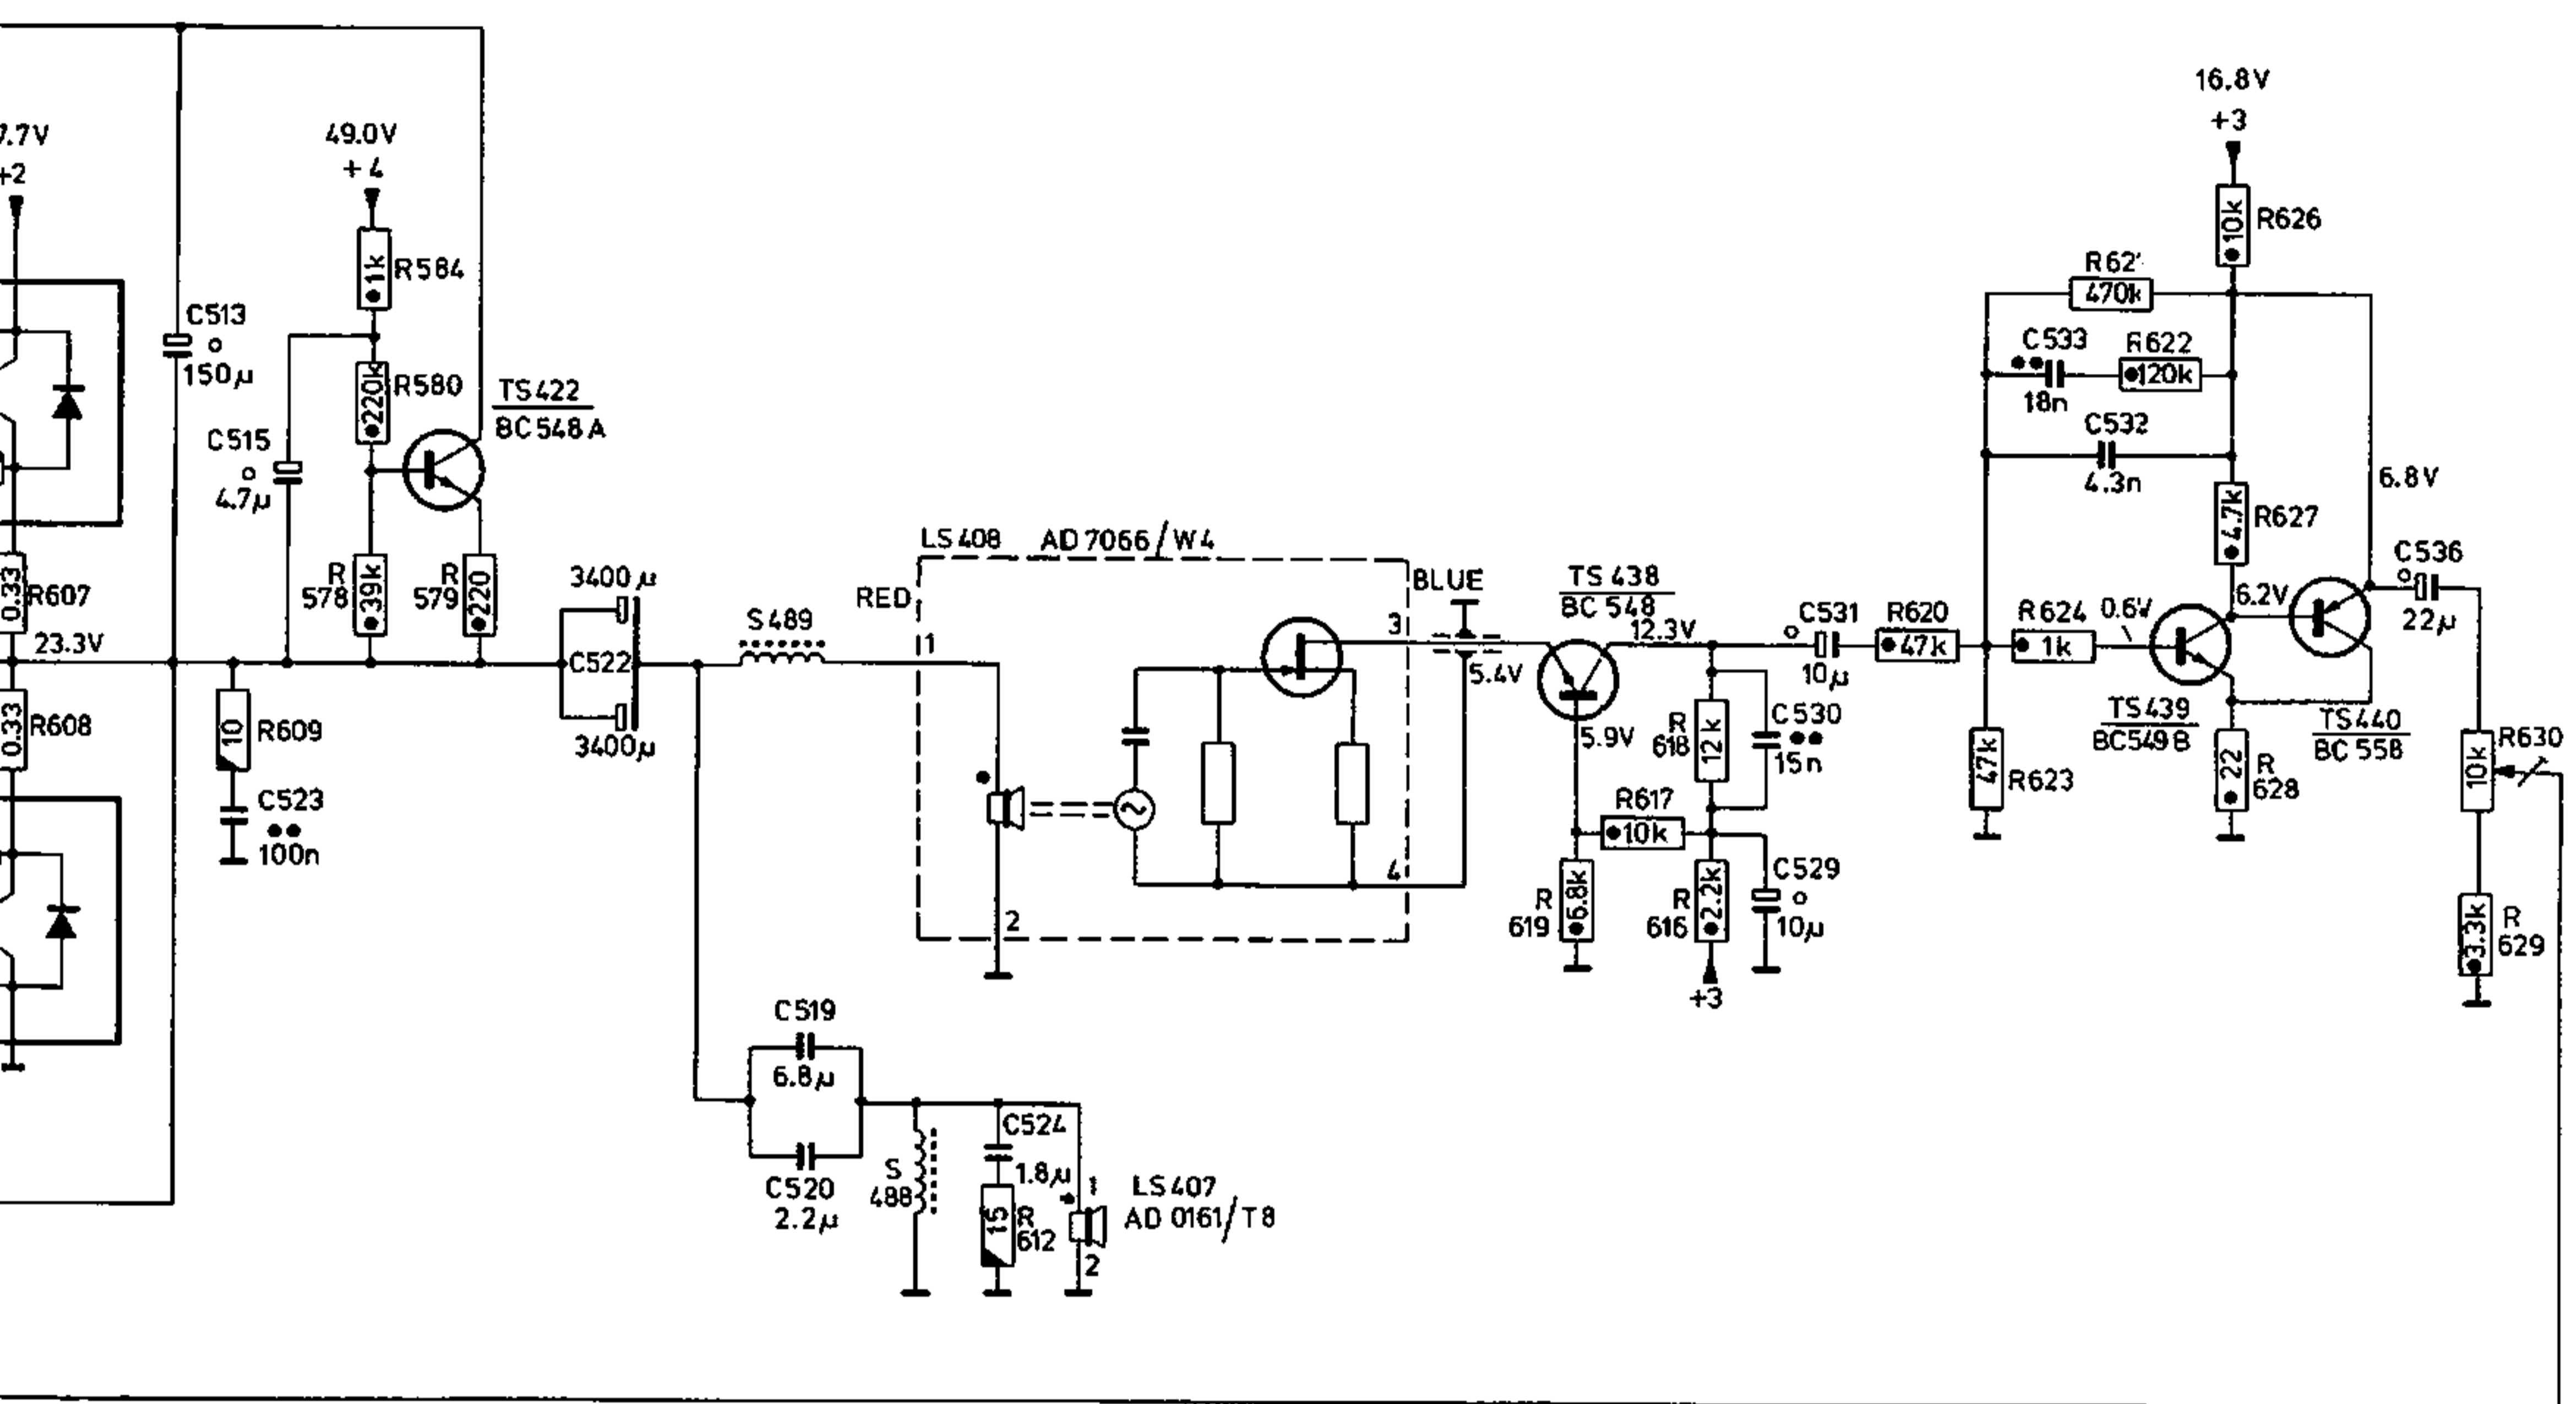 7.7V
+2
49.0V
+4
1k
R584
C513
150µ
220k
R580
TS422
BC548A
C515
4.7µ
R
578
39k
R
579
220
0.33
R607
23.3V
0.33
R608
10
R609
C523
100n
3400µ
C522
3400µ
S489
RED
LS408 AD7066/W4
1
2
3
4
BLUE
5.4V
TS438
BC548
12.3V
5.9V
R
618
12k
C530
15n
R617
10k
R
619
6.8k
R
616
2.2k
C529
10µ
+3
C531
10µ
R620
47k
R624
1k
0.6V
47k
R623
16.8V
+3
10k
R626
470k
C533
18n
R622
120k
C532
4.3n
4.7k
R627
6.8V
6.2V
C536
22µ
TS439
BC549B
TS440
BC558
22
R
628
R630
10k
3.3k
R
629
C519
6.8µ
C520
2.2µ
S
488
C524
1.8µ
15
R
612
LS407
AD 0161/T8
2